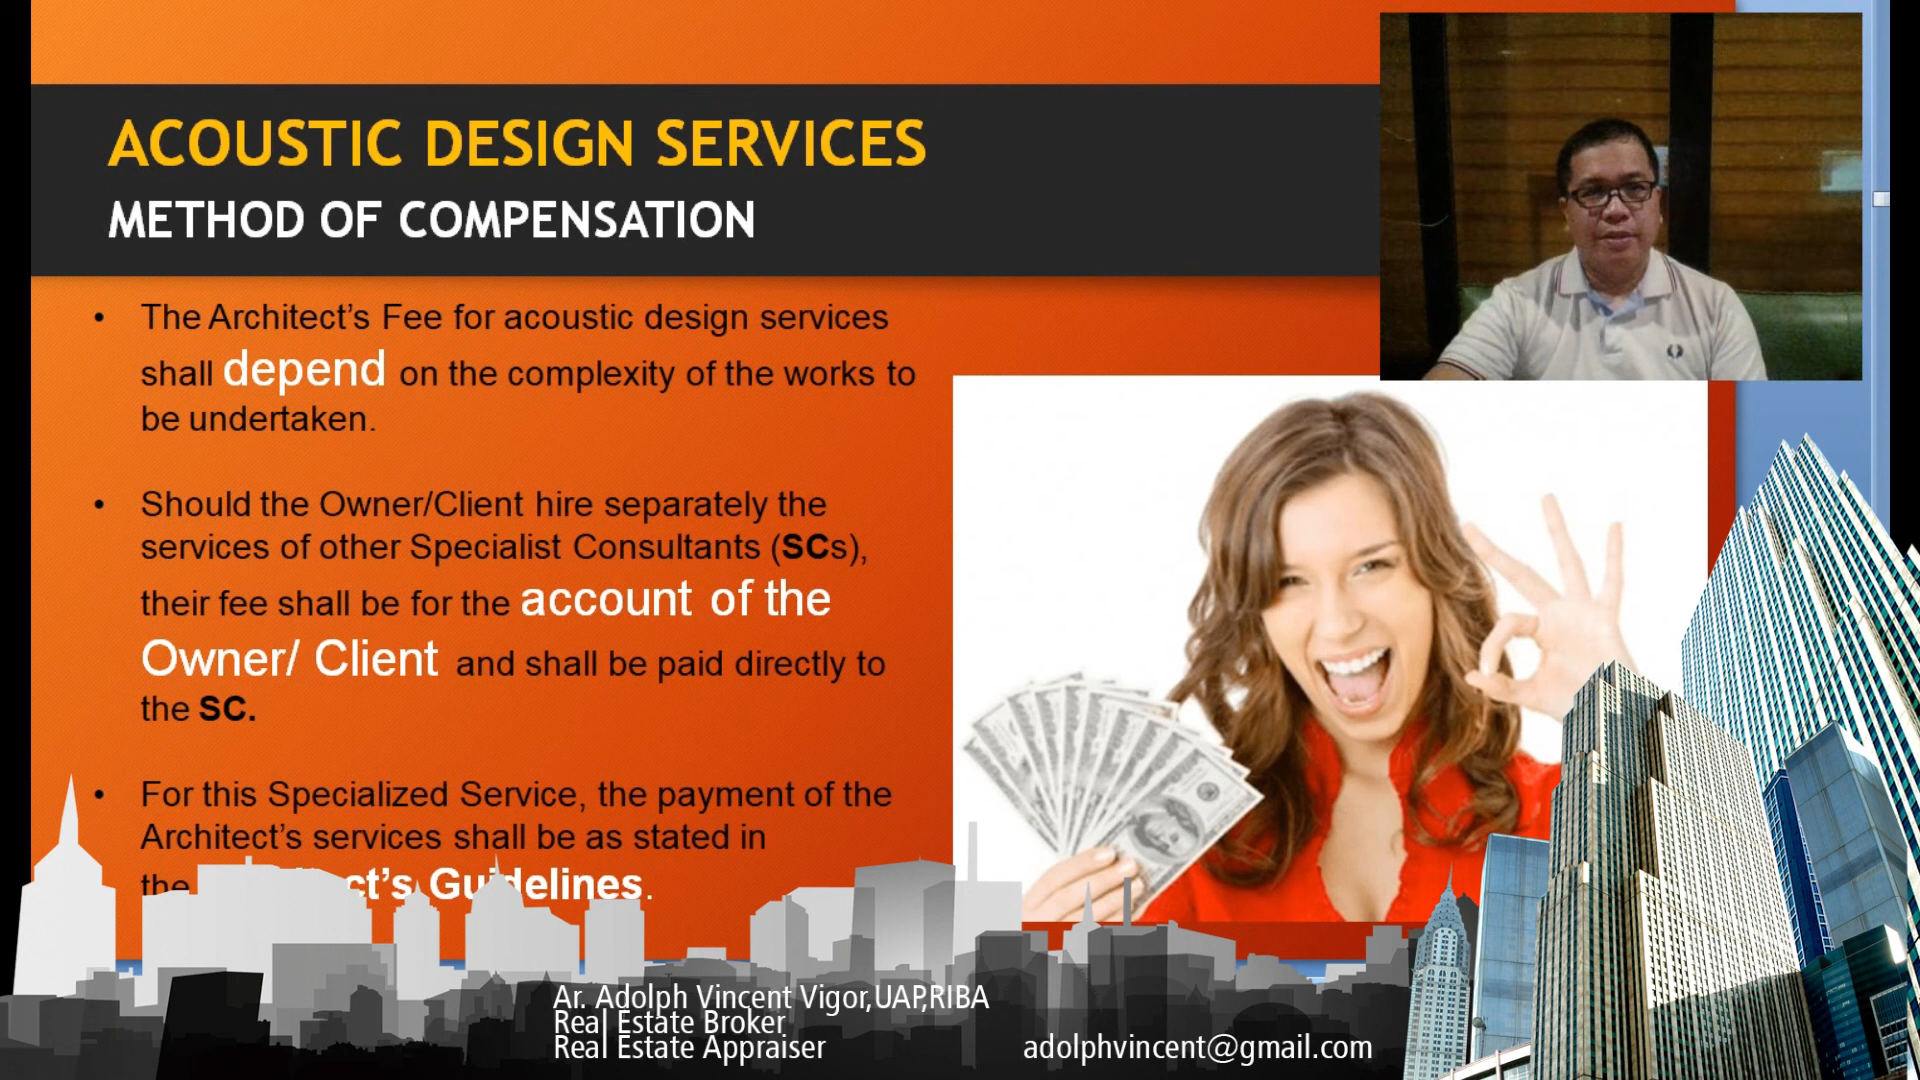 ACOUSTIC DESIGN SERVICES
METHOD OF COMPENSATION
• The Architect's Fee for acoustic design services
shall depend on the complexity of the works to
be undertaken.
• Should the Owner/Client hire separately the
services of other Specialist Consultants (SCs),
their fee shall be for the account of the
Owner/ Client and shall be paid directly to
the SC.
• For this Specialized Service, the payment of the
Architect's services shall be as stated in
the Guidelines.
Ar. Adolph Vincent Vigor,UAP,RIBA
Real Estate Broker
Real Estate Appraiser
adolphvincent@gmail.com